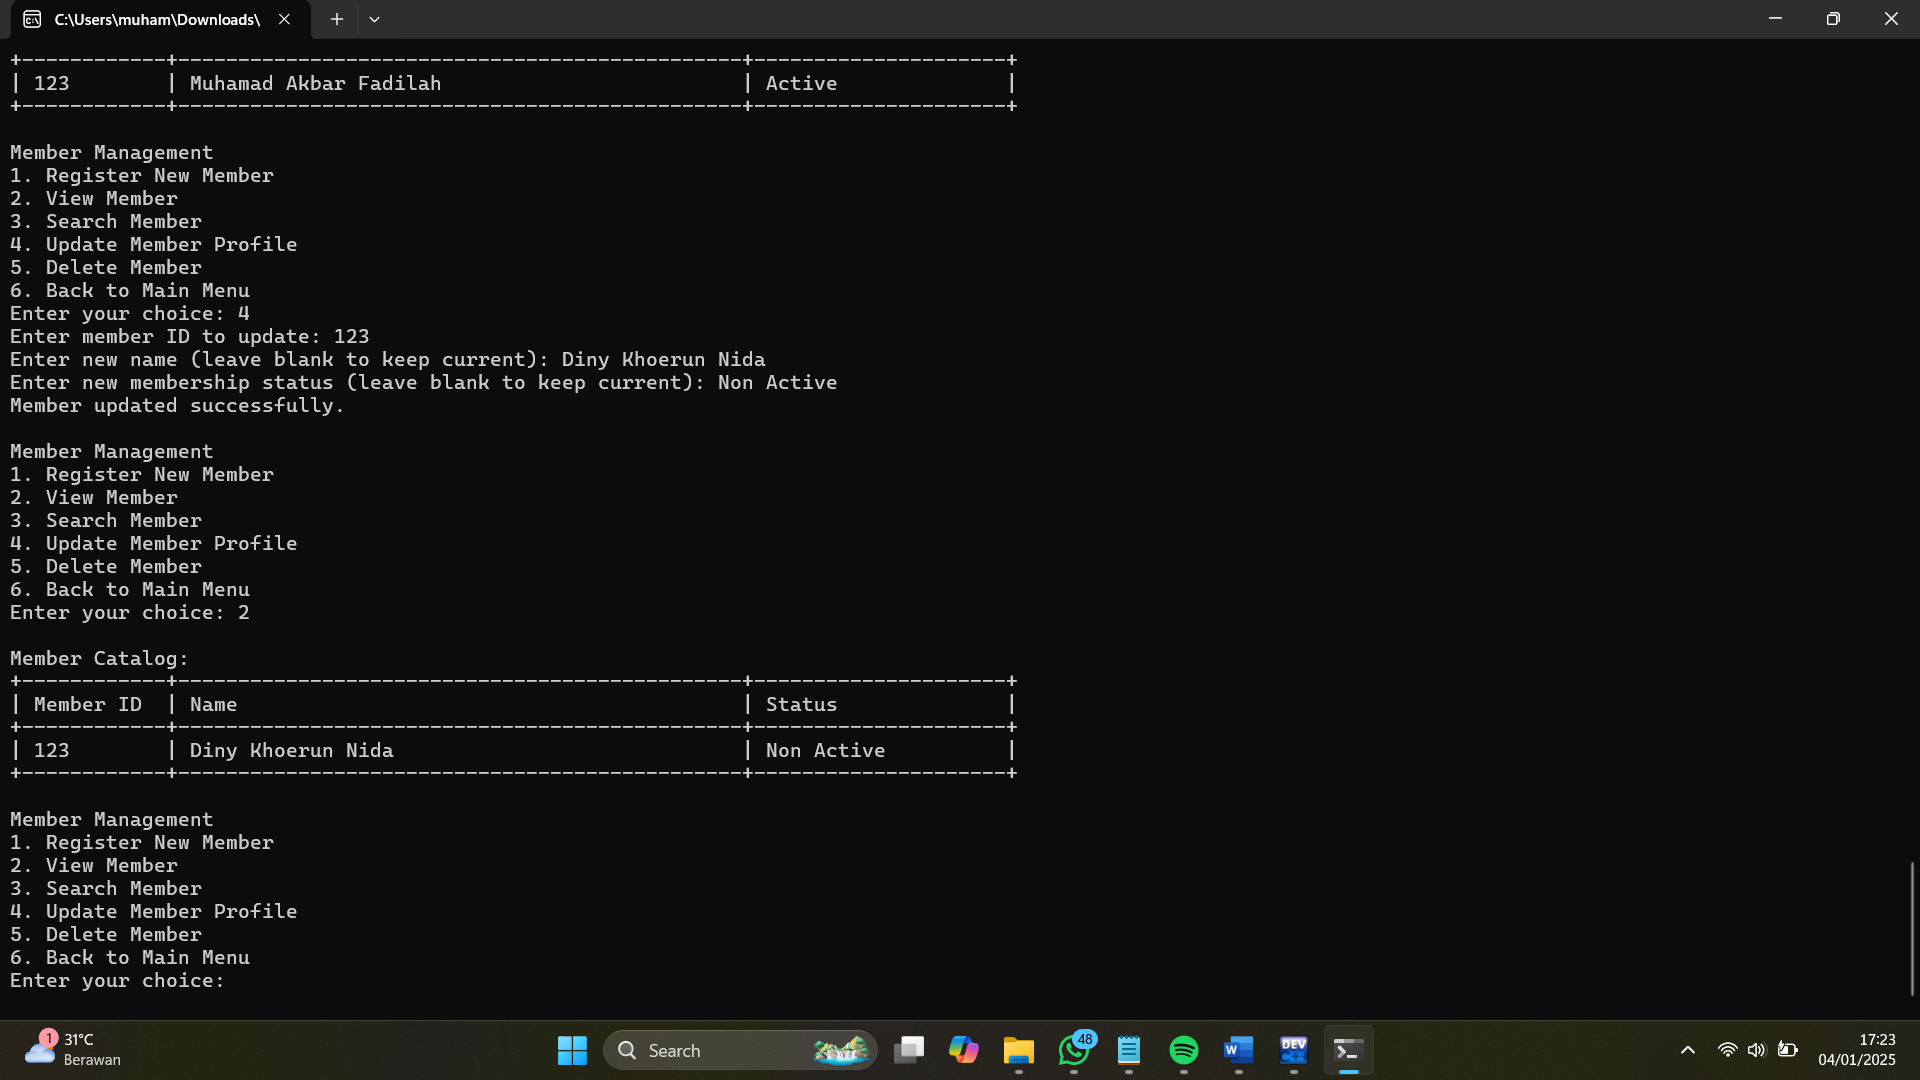 C:\Users\muham\Downloads\
+------------+-----------------------------------------------+---------------------+
| 123        | Muhamad Akbar Fadilah                         | Active              |
+------------+-----------------------------------------------+---------------------+
Member Management
1. Register New Member
2. View Member
3. Search Member
4. Update Member Profile
5. Delete Member
6. Back to Main Menu
Enter your choice: 4
Enter member ID to update: 123
Enter new name (leave blank to keep current): Diny Khoerun Nida
Enter new membership status (leave blank to keep current): Non Active
Member updated successfully.
Member Management
1. Register New Member
2. View Member
3. Search Member
4. Update Member Profile
5. Delete Member
6. Back to Main Menu
Enter your choice: 2
Member Catalog:
+------------+-----------------------------------------------+---------------------+
| Member ID  | Name                                          | Status              |
+------------+-----------------------------------------------+---------------------+
| 123        | Diny Khoerun Nida                             | Non Active          |
+------------+-----------------------------------------------+---------------------+
Member Management
1. Register New Member
2. View Member
3. Search Member
4. Update Member Profile
5. Delete Member
6. Back to Main Menu
Enter your choice:
1
31°C
Berawan
Search
48
W
DEV
17:23
04/01/2025